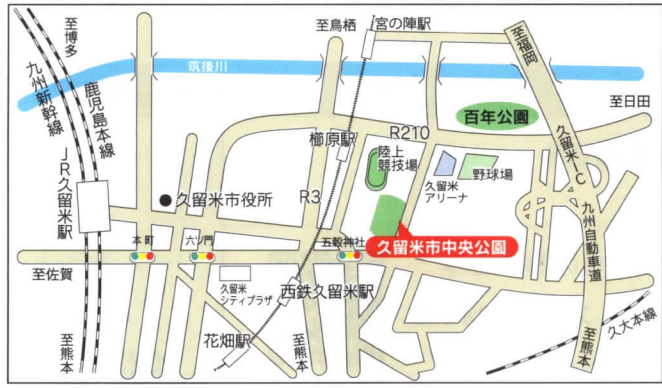 至鳥栖
宮の陣駅
至福岡
至博多
九州新幹線
鹿児島本線
筑後川
至日田
百年公園
R210
櫛原駅
陸上
競技場
久留米
アリーナ
野球場
久留米IC
JR久留米駅
久留米市役所
R3
九州自動車道
本町
六ツ門
五穀神社
久留米市中央公園
至佐賀
久留米
シティプラザ
西鉄久留米駅
花畑駅
久大本線
至熊本
至熊本
至熊本